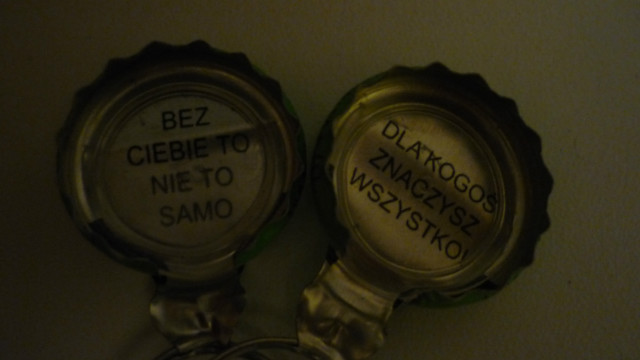 BEZ
CIEBIE TO
NIE TO
SAMO
DLA KOGOŚ
ZNACZYSZ
WSZYSTKO!